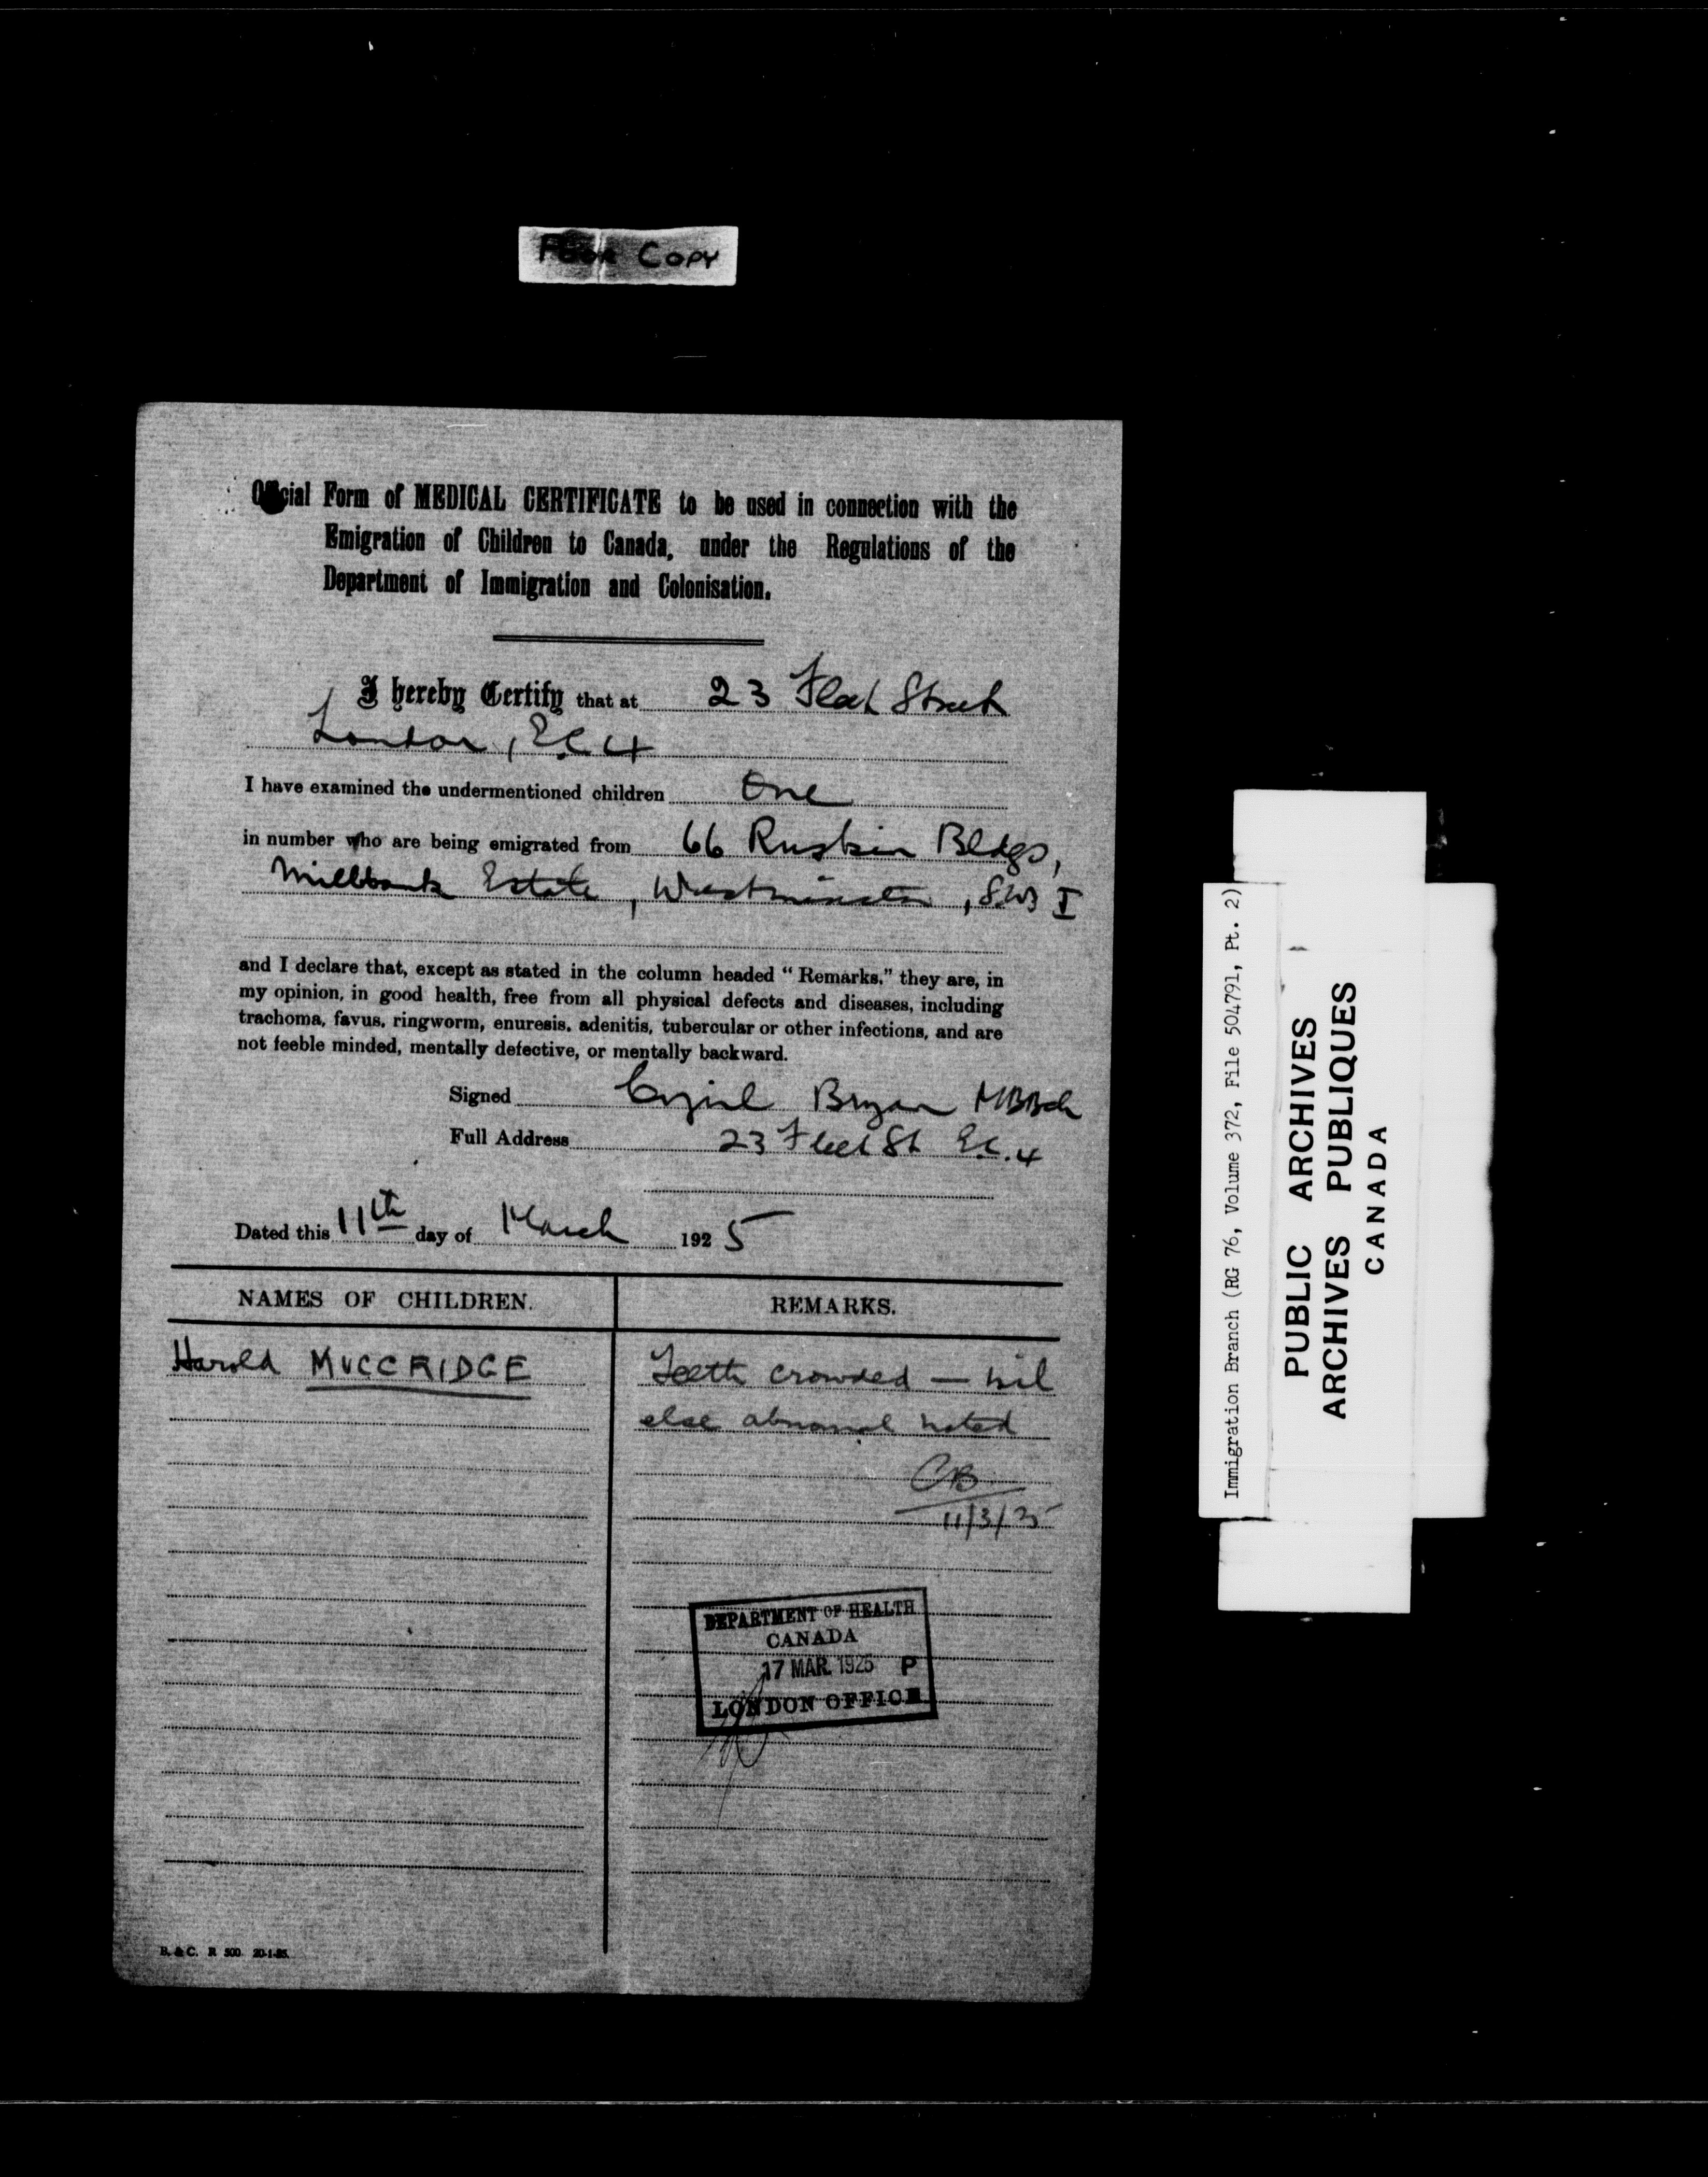 POOR COPY
Official Form of MEDICAL CERTIFICATE to be used in connection with the
Emigration of Children to Canada, under the Regulations of the
Department of Immigration and Colonisation.
I hereby Certify that at 23 Fleet Street
London, E.C 4
I have examined the undermentioned children One
in number who are being emigrated from 66 Ruskin Bldgs,
Millbank Estate, Westminster, S.W I
and I declare that, except as stated in the column headed "Remarks," they are, in
my opinion, in good health, free from all physical defects and diseases, including
trachoma, favus, ringworm, enuresis, adenitis, tubercular or other infections, and are
not feeble minded, mentally defective, or mentally backward.
Signed Cyril Bryan MBBch
Full Address 23 Fleet St E.C. 4
Dated this 11th day of March 1925
NAMES OF CHILDREN. REMARKS.
Harold MUCCRIDGE Teeth crowded — nil
else abnormal noted
CB
11/3/25
DEPARTMENT OF HEALTH
CANADA
17 MAR. 1925 P
LONDON OFFICE
B. & C. R 500
Immigration Branch (RG 76, Volume 372, File 504791, Pt. 2)
PUBLIC ARCHIVES
ARCHIVES PUBLIQUES
CANADA